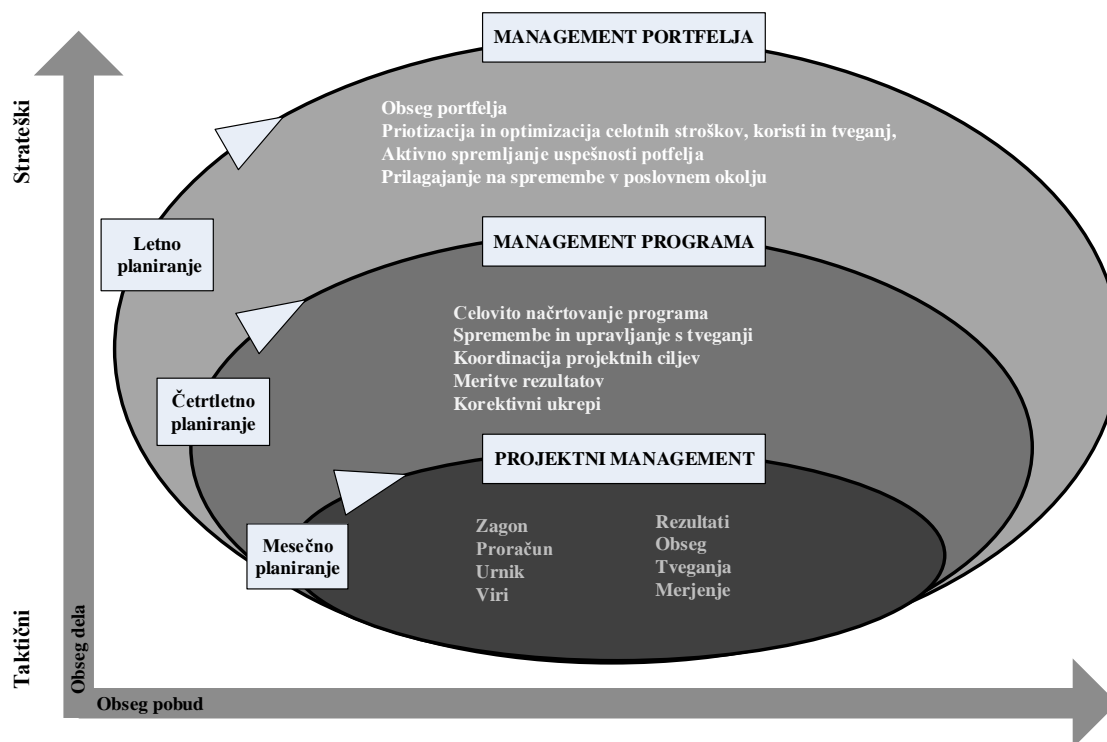 MANAGEMENT PORTFELJA
Strateški
Obseg portfelja
Priotizacija in optimizacija celotnih stroškov, koristi in tveganj,
Aktivno spremljanje uspešnosti potfelja
Prilagajanje na spremembe v poslovnem okolju
Letno
planiranje
MANAGEMENT PROGRAMA
Celovito načrtovanje programa
Spremembe in upravljanje s tveganji
Koordinacija projektnih ciljev
Meritve rezultatov
Korektivni ukrepi
Četrtletno
planiranje
PROJEKTNI MANAGEMENT
Zagon
Proračun
Urnik
Viri
Rezultati
Obseg
Tveganja
Merjenje
Mesečno
planiranje
Taktični
Obseg dela
Obseg pobud